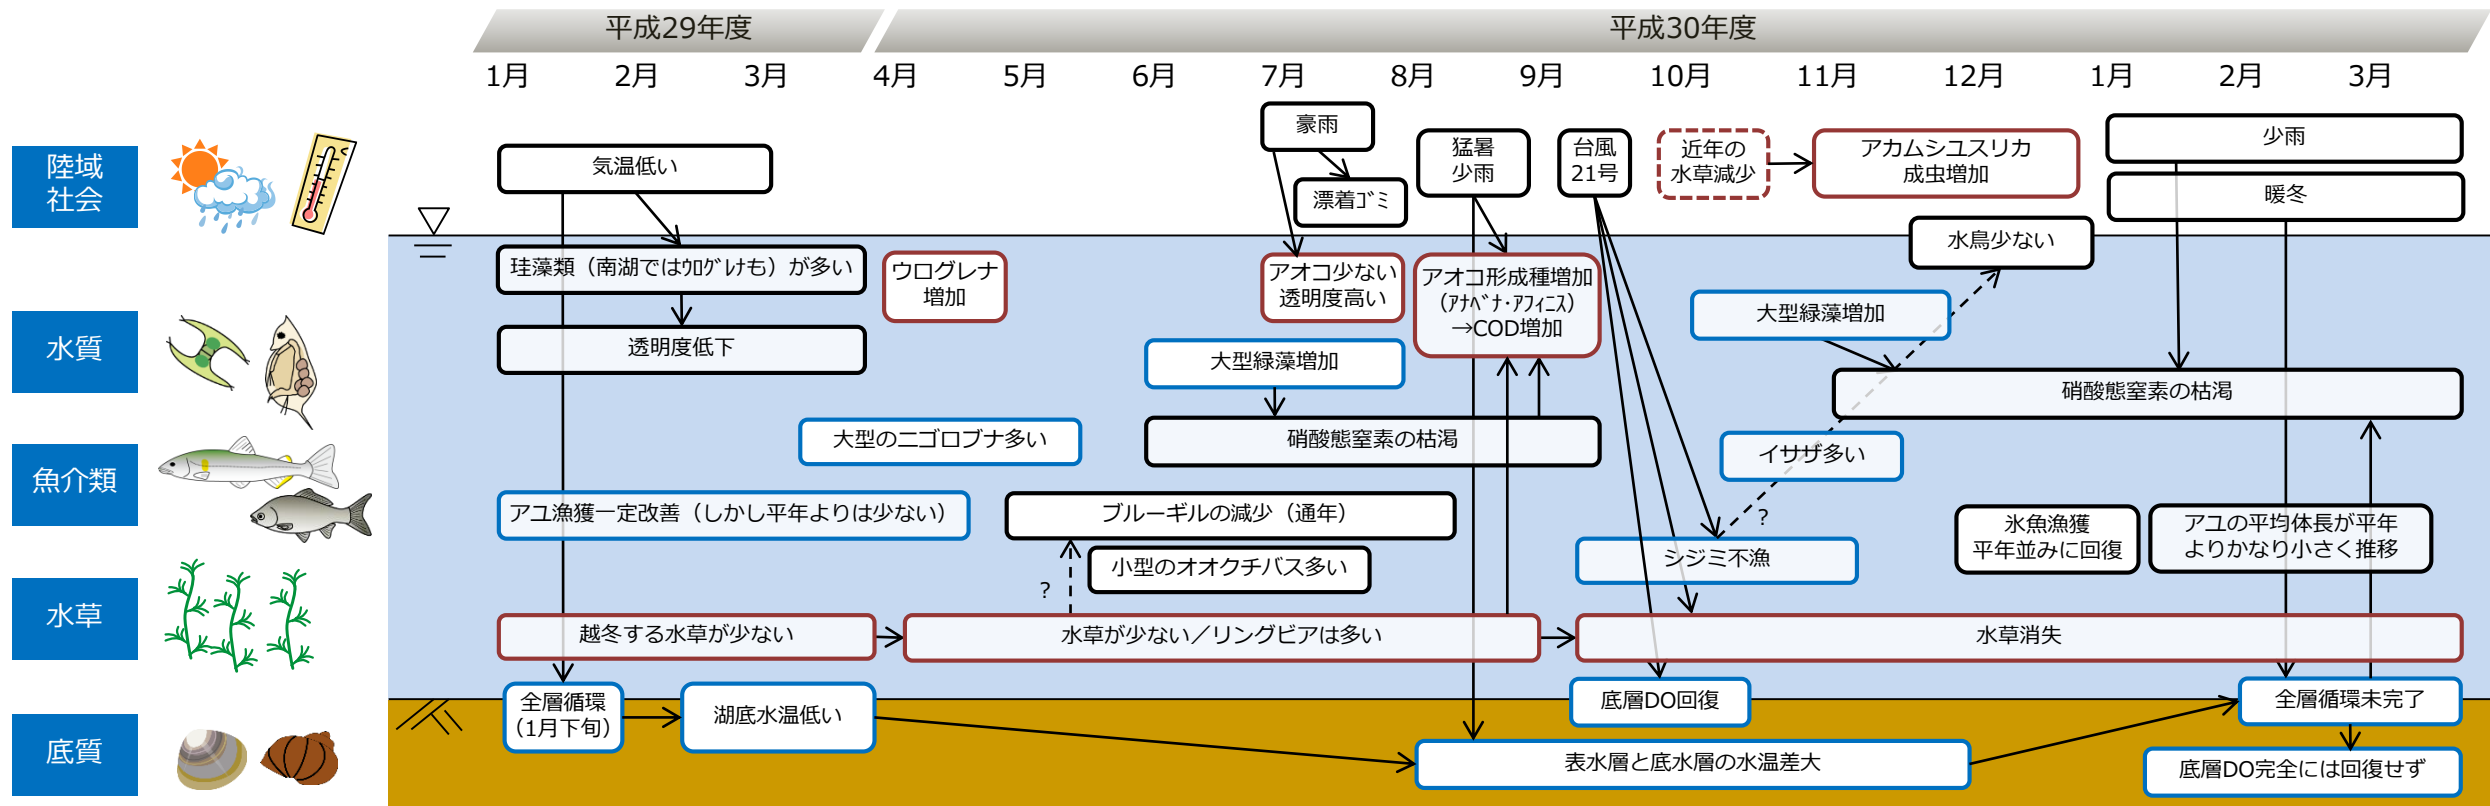 平成29年度
平成30年度
1月
2月
3月
4月
5月
6月
7月
8月
9月
10月
11月
12月
1月
2月
3月
陸域
社会
気温低い
豪雨
漂着ゴミ
猛暑
少雨
台風
21号
近年の
水草減少
アカムシユスリカ
成虫増加
少雨
暖冬
水質
珪藻類（南湖ではｳﾛｸﾞﾚﾅも）が多い
透明度低下
ウログレナ
増加
アオコ少ない
透明度高い
アオコ形成種増加
（ｱﾅﾍﾞﾅ･ｱﾌｨﾆｽ）
→COD増加
水鳥少ない
大型緑藻増加
大型緑藻増加
硝酸態窒素の枯渇
硝酸態窒素の枯渇
魚介類
大型のニゴロブナ多い
イサザ多い
アユ漁獲一定改善（しかし平年よりは少ない）
ブルーギルの減少（通年）
小型のオオクチバス多い
?
?
シジミ不漁
氷魚漁獲
平年並みに回復
アユの平均体長が平年
よりかなり小さく推移
水草
越冬する水草が少ない
水草が少ない／リングビアは多い
水草消失
底質
全層循環
（1月下旬）
湖底水温低い
底層DO回復
表水層と底水層の水温差大
全層循環未完了
底層DO完全には回復せず